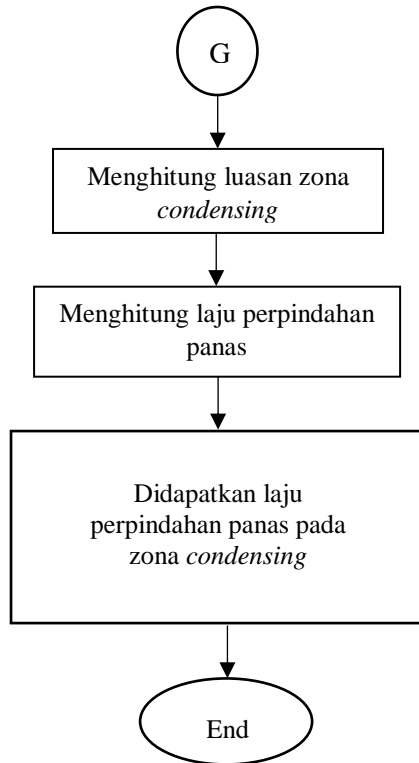 G
Menghitung luasan zona
condensing
Menghitung laju perpindahan
panas
Didapatkan laju
perpindahan panas pada
zona condensing
End